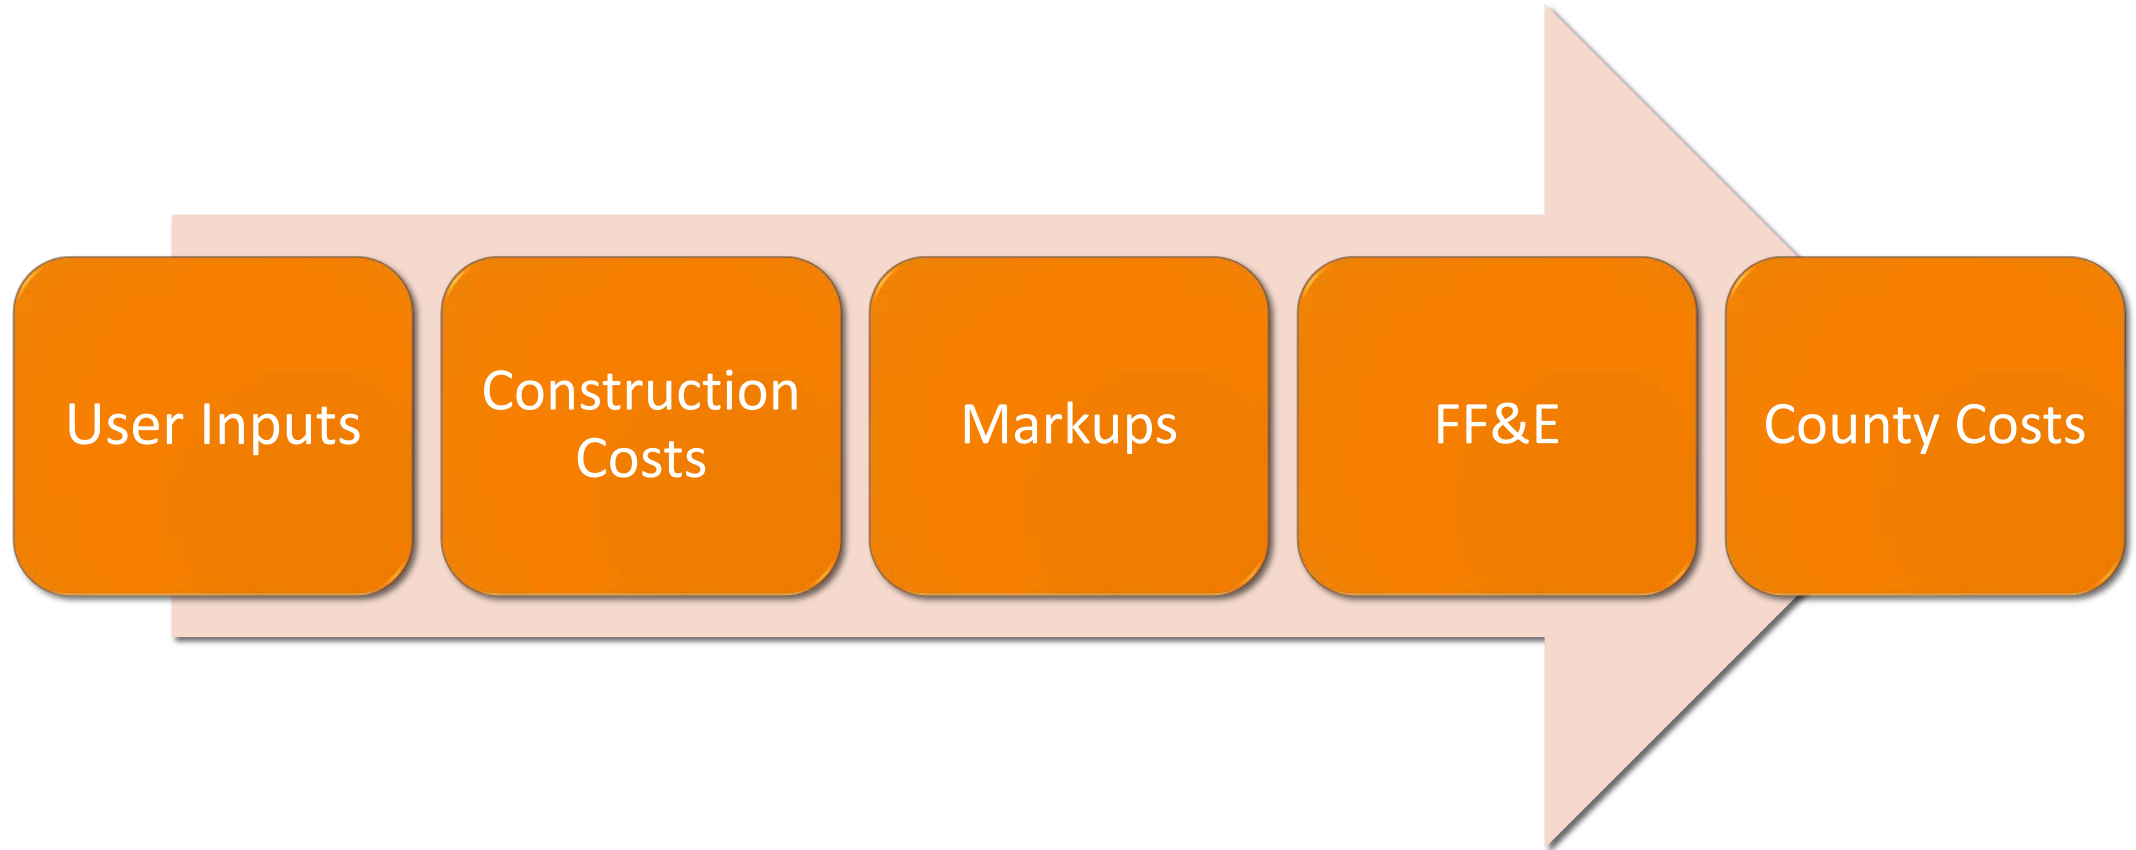 User Inputs
Construction
Costs
Markups
FF&E
County Costs